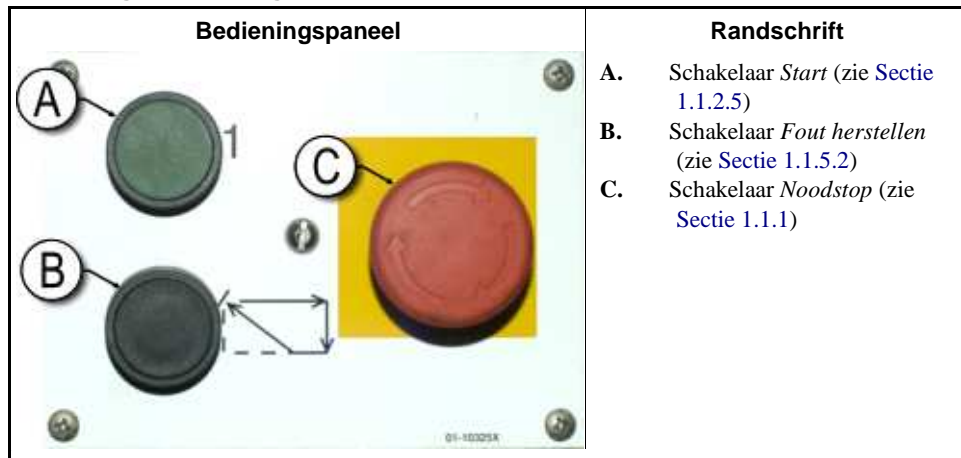 Bedieningspaneel
A
1
C
B
01-10325X
Randschrift
A. Schakelaar Start (zie Sectie
1.1.2.5)
B. Schakelaar Fout herstellen
(zie Sectie 1.1.5.2)
C. Schakelaar Noodstop (zie
Sectie 1.1.1)